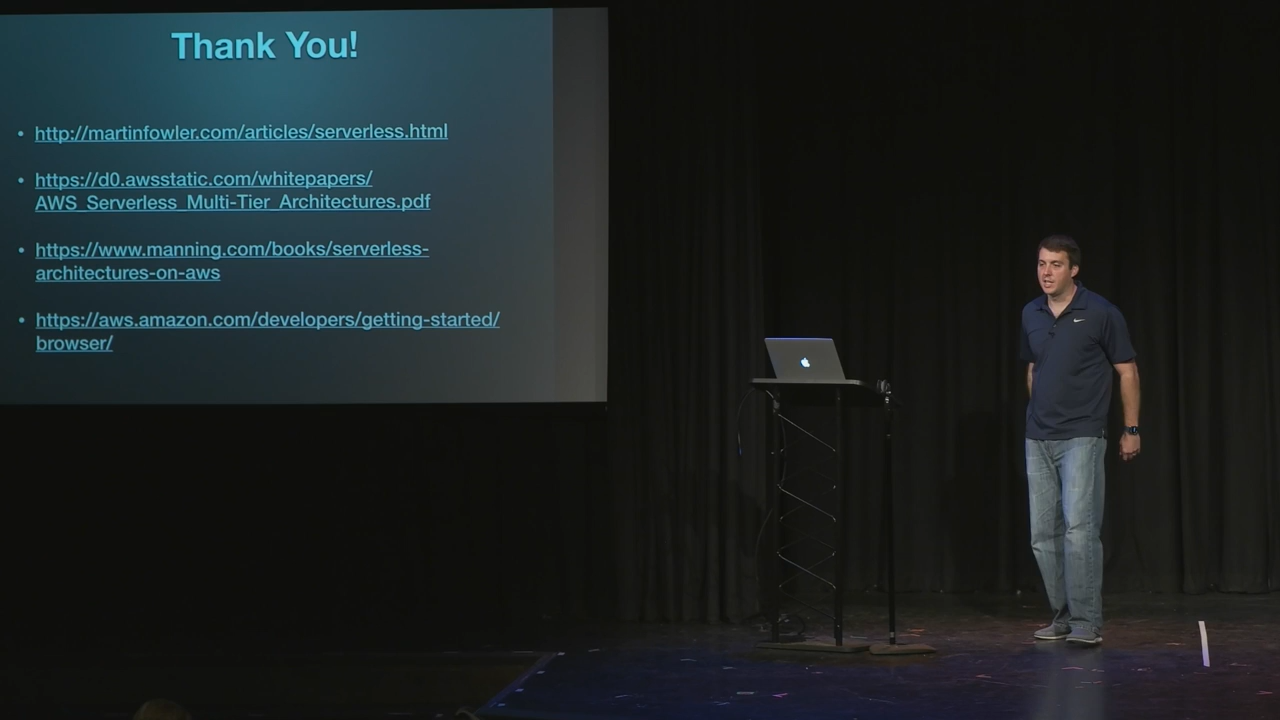 Thank You!
• http://martinfowler.com/articles/serverless.html
• https://d0.awsstatic.com/whitepapers/
AWS_Serverless_Multi-Tier_Architectures.pdf
• https://www.manning.com/books/serverless-
architectures-on-aws
• https://aws.amazon.com/developers/getting-started/
browser/